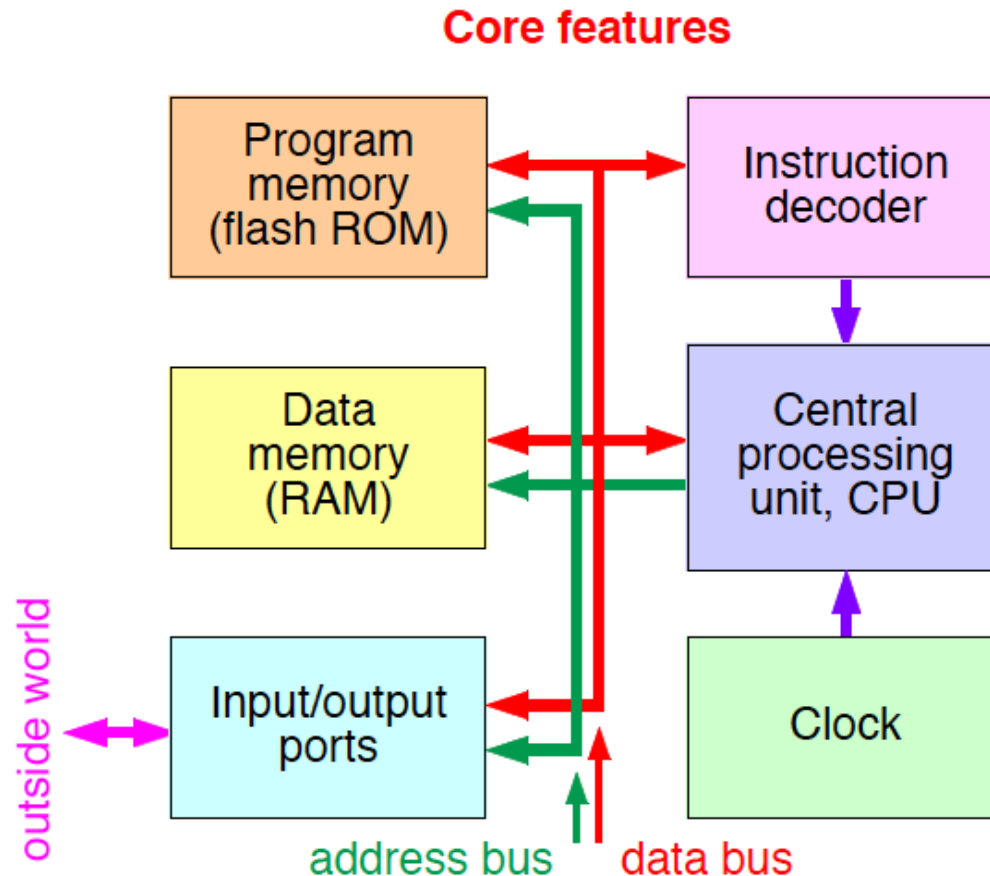 Core features
Program
memory
(flash ROM)
Instruction
decoder
Data
memory
(RAM)
Central
processing
unit, CPU
outside world
Input/output
ports
Clock
address bus
data bus